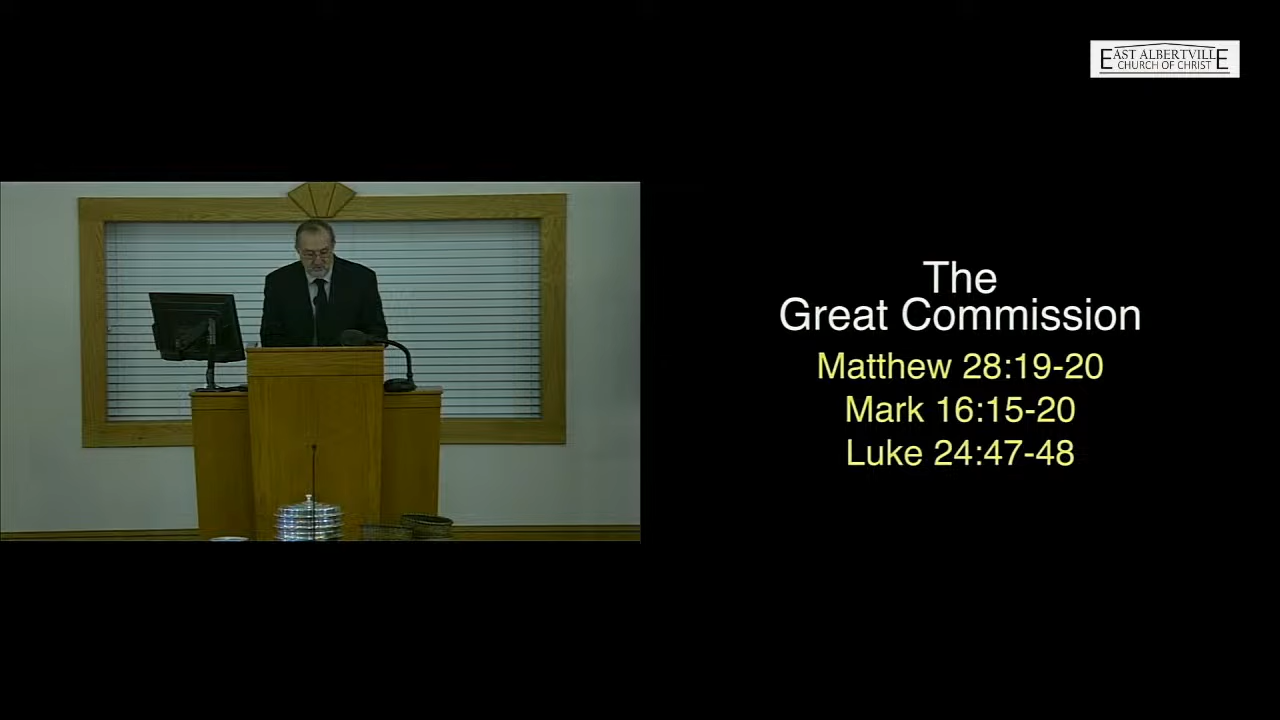 EAST ALBERTVILLE
CHURCH OF CHRIST
The
Great Commission
Matthew 28:19-20
Mark 16:15-20
Luke 24:47-48